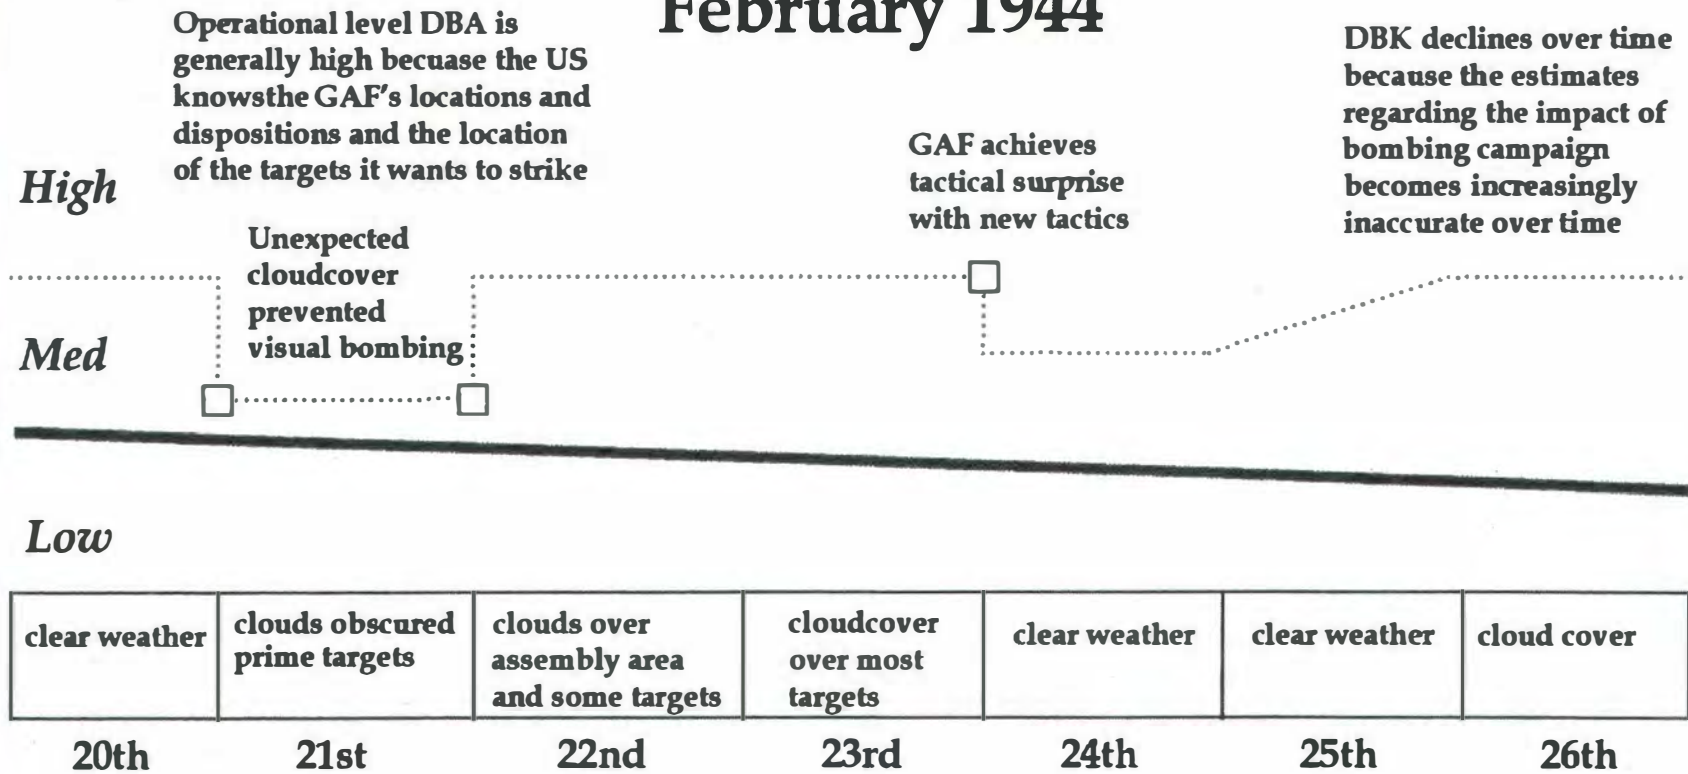 February 1944
Operational level DBA is
generally high becuase the US
knowsthe GAF's locations and
dispositions and the location
of the targets it wants to strike
DBK declines over time
because the estimates
regarding the impact of
bombing campaign
becomes increasingly
inaccurate over time
GAF achieves
tactical surprise
with new tactics
High
Unexpected
cloudcover
prevented
visual bombing
Med
Low
clear weather
clouds obscured
prime targets
clouds over
assembly area
and some targets
cloudcover
over most
targets
clear weather
clear weather
cloud cover
20th
21st
22nd
23rd
24th
25th
26th